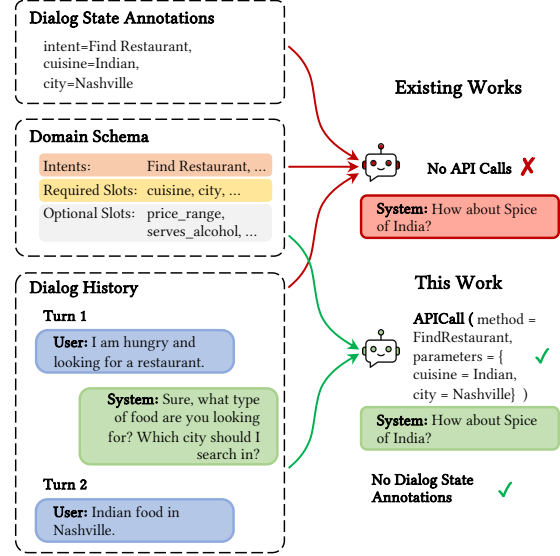 Dialog State Annotations
intent=Find Restaurant,
cuisine=Indian,
city=Nashville
Domain Schema
Intents: Find Restaurant, ...
Required Slots: cuisine, city, ...
Optional Slots: price_range,
serves_alcohol, ...
Dialog History
Turn 1
User: I am hungry and
looking for a restaurant.
System: Sure, what type
of food are you looking
for? Which city should I
search in?
Turn 2
User: Indian food in
Nashville.
Existing Works
No API Calls ✗
System: How about Spice
of India?
This Work
APICall ( method =
FindRestaurant,
parameters = {
cuisine = Indian,
city = Nashville} )
✓
System: How about Spice
of India?
No Dialog State
Annotations ✓